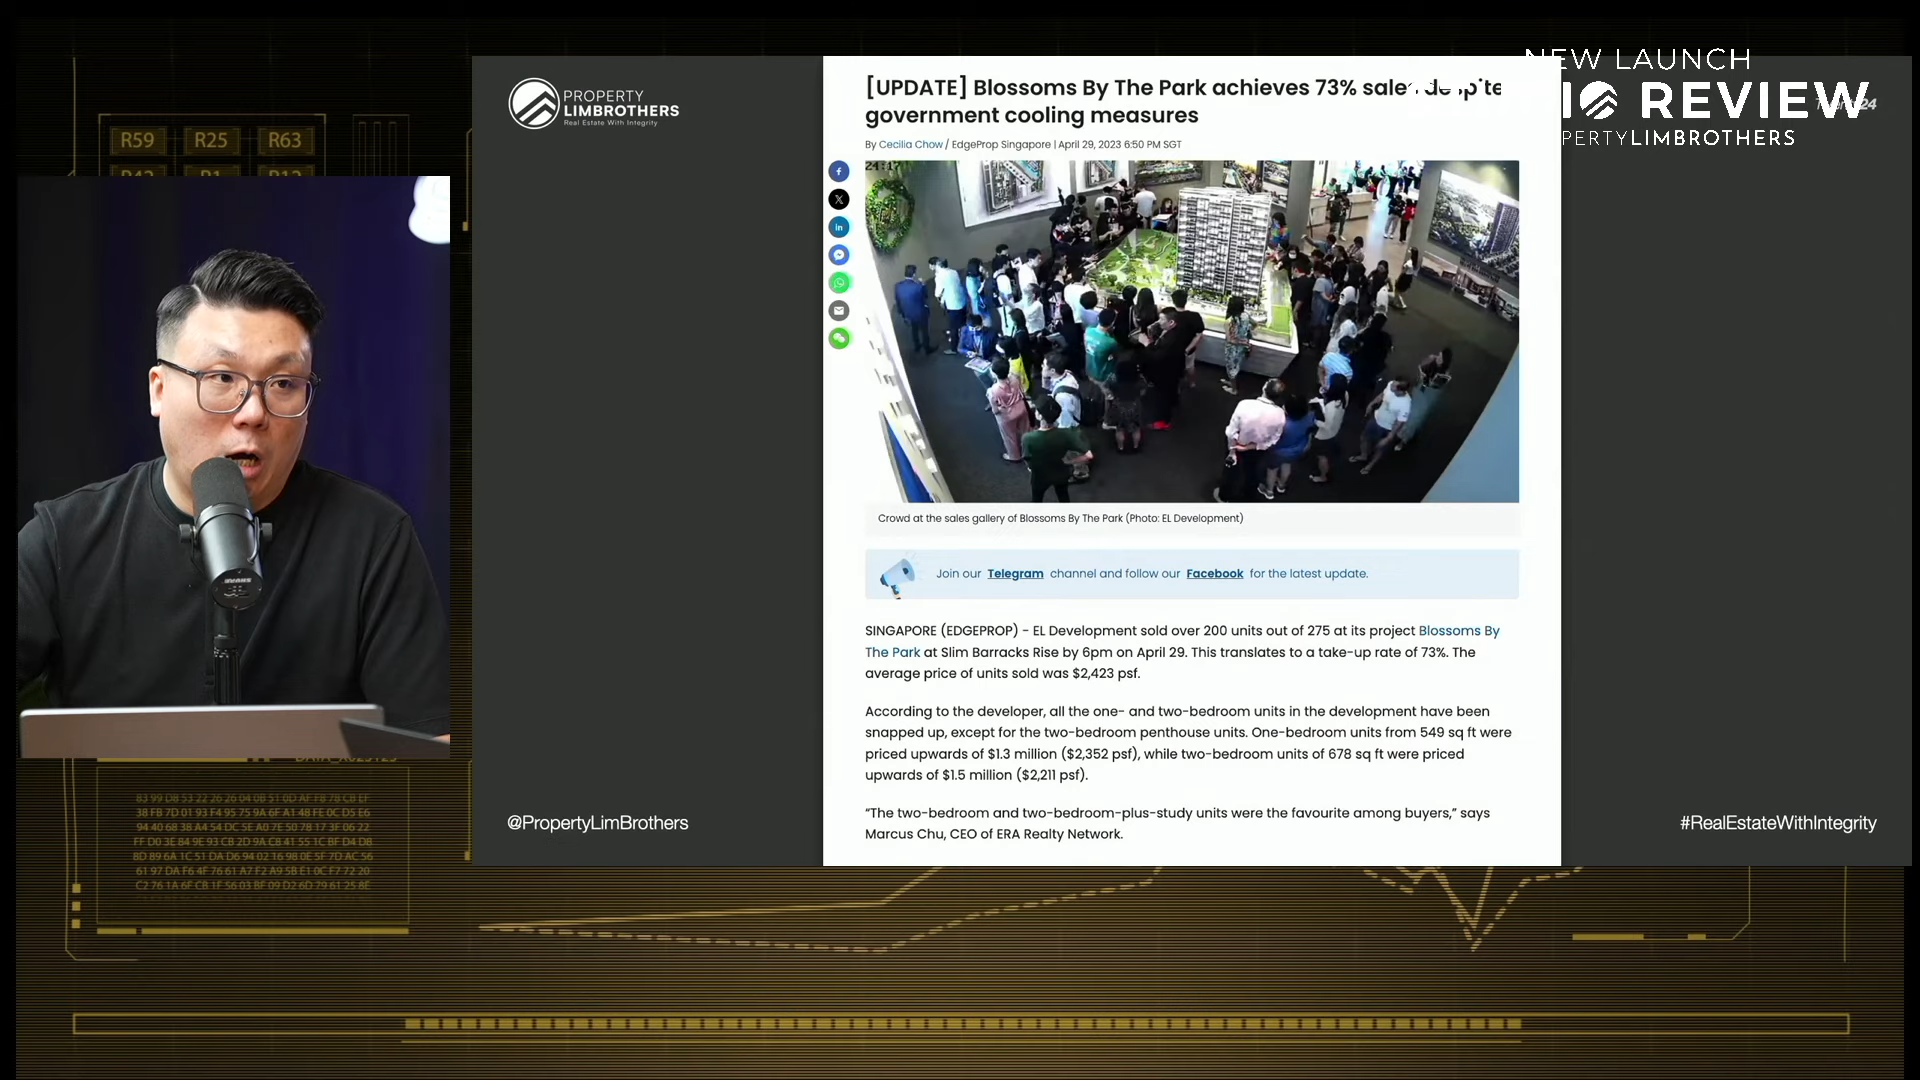 NEW LAUNCH
REVIEW
PERTYLIMBROTHERS
PROPERTY
LIMBROTHERS
Real Estate With Integrity
R59 R25 R63
[UPDATE] Blossoms By The Park achieves 73% sales despite
government cooling measures
By Cecilia Chow / EdgeProp Singapore | April 29, 2023 6:50 PM SGT
24:17
Crowd at the sales gallery of Blossoms By The Park (Photo: EL Development)
Join our Telegram channel and follow our Facebook for the latest update.
SINGAPORE (EDGEPROP) - EL Development sold over 200 units out of 275 at its project Blossoms By
The Park at Slim Barracks Rise by 6pm on April 29. This translates to a take-up rate of 73%. The
average price of units sold was $2,423 psf.
According to the developer, all the one- and two-bedroom units in the development have been
snapped up, except for the two-bedroom penthouse units. One-bedroom units from 549 sq ft were
priced upwards of $1.3 million ($2,352 psf), while two-bedroom units of 678 sq ft were priced
upwards of $1.5 million ($2,211 psf).
“The two-bedroom and two-bedroom-plus-study units were the favourite among buyers,” says
Marcus Chu, CEO of ERA Realty Network.
@PropertyLimBrothers
#RealEstateWithIntegrity